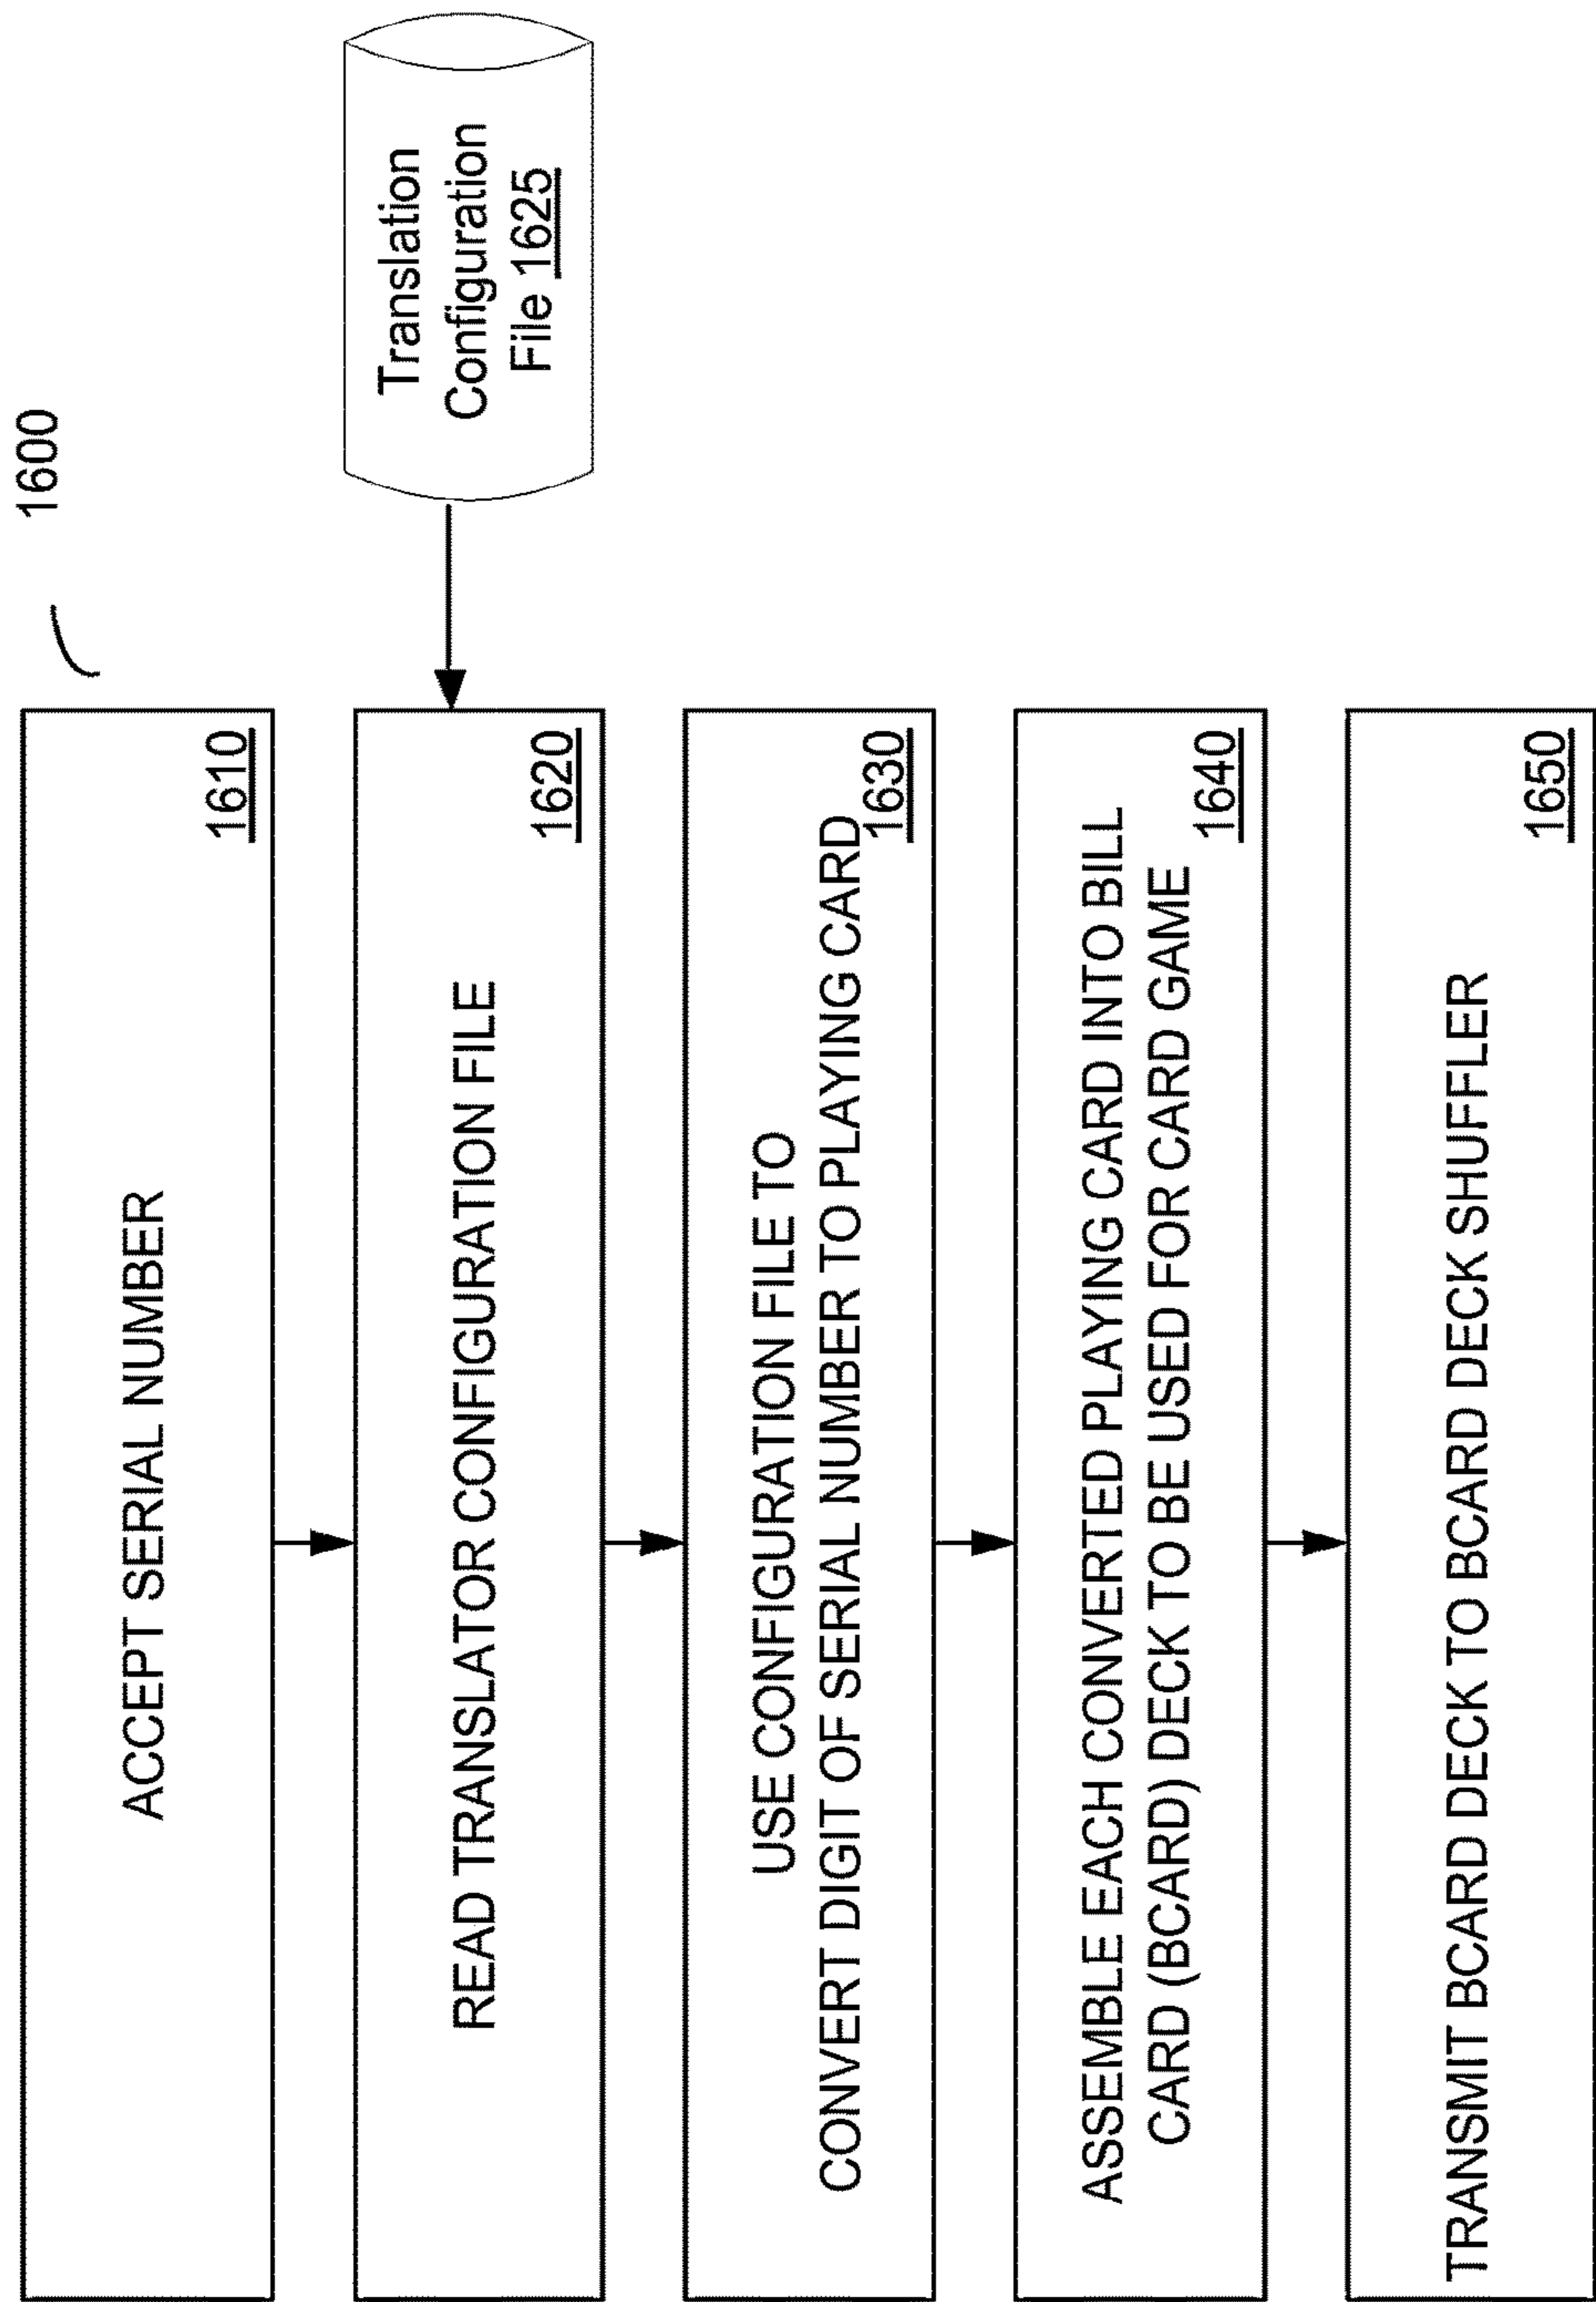 1600
ACCEPT SERIAL NUMBER
1610
READ TRANSLATOR CONFIGURATION FILE
1620
Translation
Configuration
File 1625
USE CONFIGURATION FILE TO
CONVERT DIGIT OF SERIAL NUMBER TO PLAYING CARD
1630
ASSEMBLE EACH CONVERTED PLAYING CARD INTO BILL
CARD (BCARD) DECK TO BE USED FOR CARD GAME
1640
TRANSMIT BCARD DECK TO BCARD DECK SHUFFLER
1650